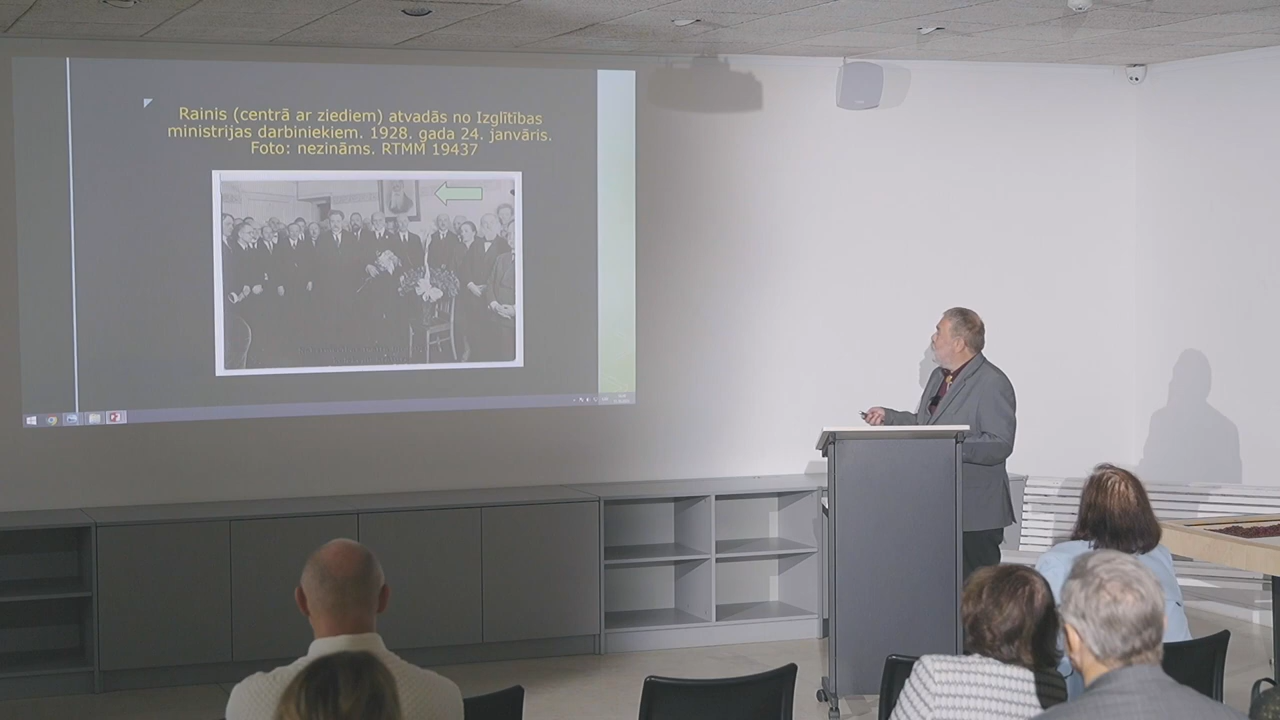 Rainis (centrā ar ziediem) atvadās no Izglītības
ministrijas darbiniekiem. 1928. gada 24. janvāris.
Foto: nezināms. RTMM 19437